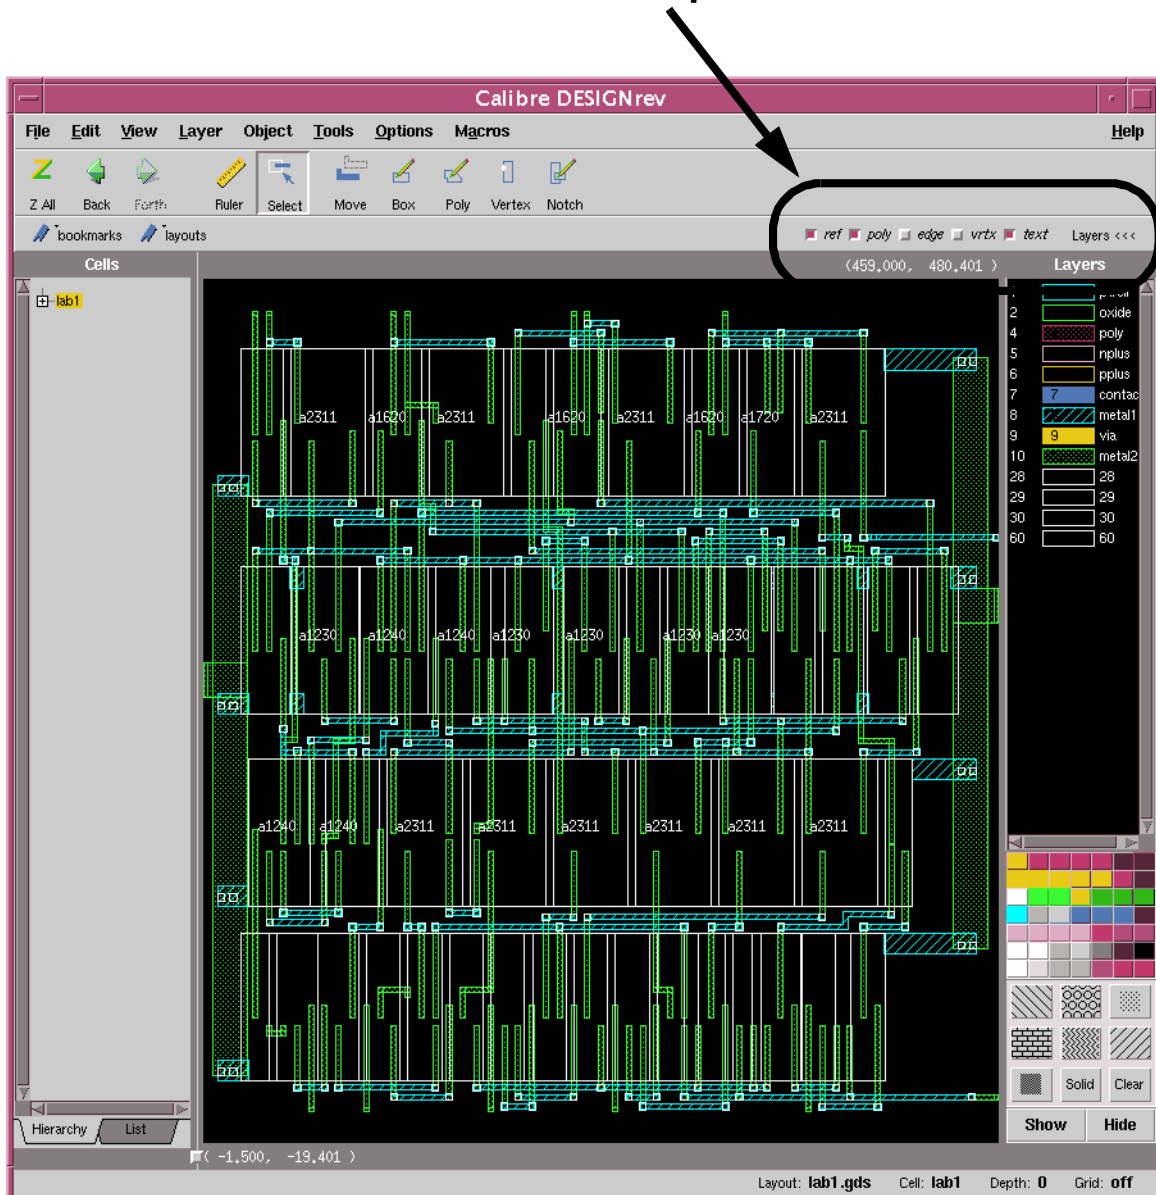 Calibre DESIGNrev
File Edit View Layer Object Tools Options Macros Help
Z All Back Forth Ruler Select Move Box Poly Vertex Notch
bookmarks layouts ref poly edge vrtx text Layers <<<
Cells (459.000, 480.401 ) Layers
lab1
2 oxide
4 poly
5 nplus
6 pplus
7 7 contac
8 metal1
9 9 via
10 metal2
28 28
29 29
30 30
60 60
a2311 a1620 a2311 a1620 a2311 a1620 a1720 a2311
a1230 a1240 a1240 a1230 a1230 a1230 a1230
a1240 a1240 a2311 a2311 a2311 a2311 a2311 a2311
Solid Clear
Show Hide
Hierarchy List
( -1.500, -19.401 )
Layout: lab1.gds Cell: lab1 Depth: 0 Grid: off